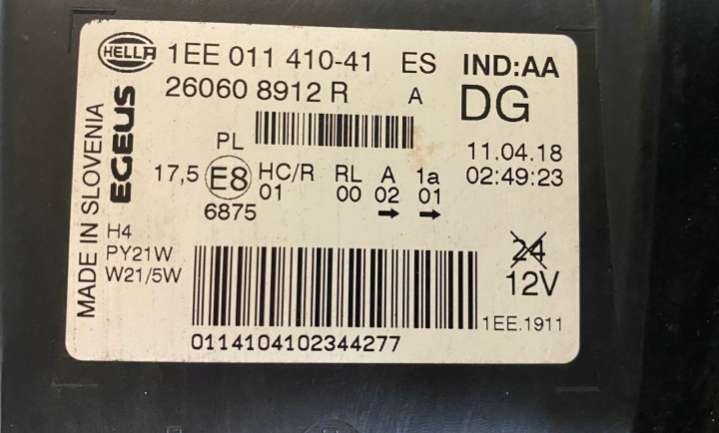 HELLA 1EE 011 410-41 ES IND:AA
26060 8912 R A DG
MADE IN SLOVENIA
EGEUS
PL
11.04.18
17,5 E8 HC/R RL A 1a 02:49:23
01 00 02 01
6875 → →
H4
PY21W
W21/5W
24
12V
1EE.1911
0114104102344277